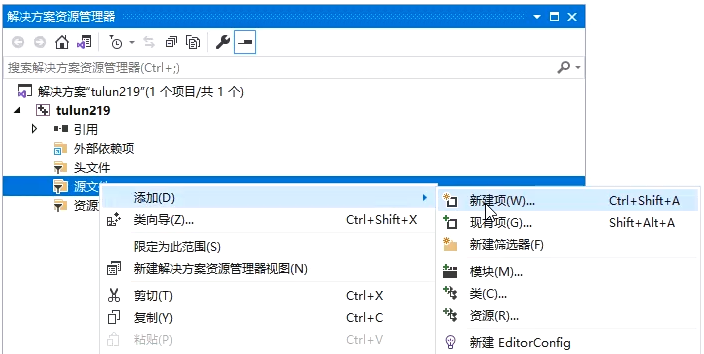 解决方案资源管理器
搜索解决方案资源管理器(Ctrl+;)
解决方案"tulun219"(1 个项目/共 1 个)
tulun219
引用
外部依赖项
头文件
源文
资源
添加(D)
类向导(Z)... Ctrl+Shift+X
限定为此范围(S)
新建解决方案资源管理器视图(N)
剪切(T) Ctrl+X
复制(Y) Ctrl+C
粘贴(P) Ctrl+V
新建项(W)... Ctrl+Shift+A
现有项(G)... Shift+Alt+A
新建筛选器(F)
模块(M)...
类(C)...
资源(R)...
新建 EditorConfig